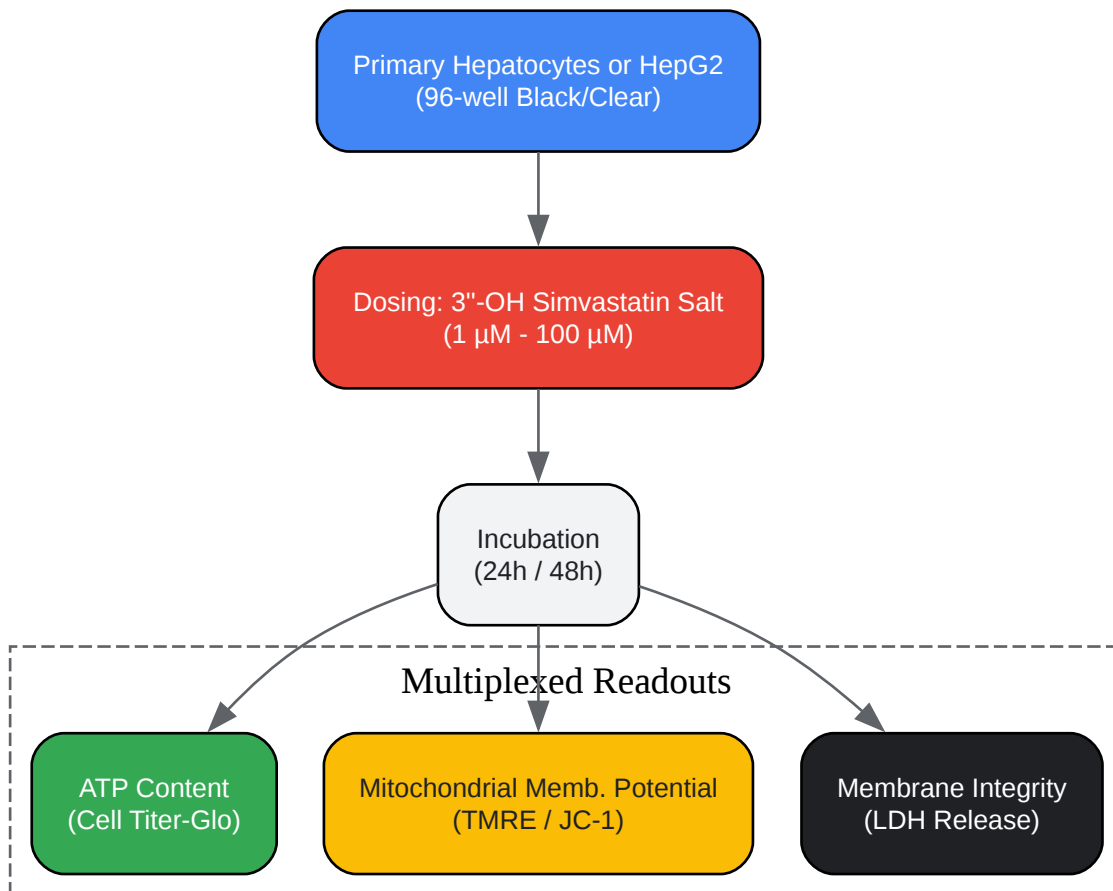 Primary Hepatocytes or HepG2
(96-well Black/Clear)
Dosing: 3"-OH Simvastatin Salt
(1 µM - 100 µM)
Incubation
(24h / 48h)
Multiplexed Readouts
ATP Content
(Cell Titer-Glo)
Mitochondrial Memb. Potential
(TMRE / JC-1)
Membrane Integrity
(LDH Release)